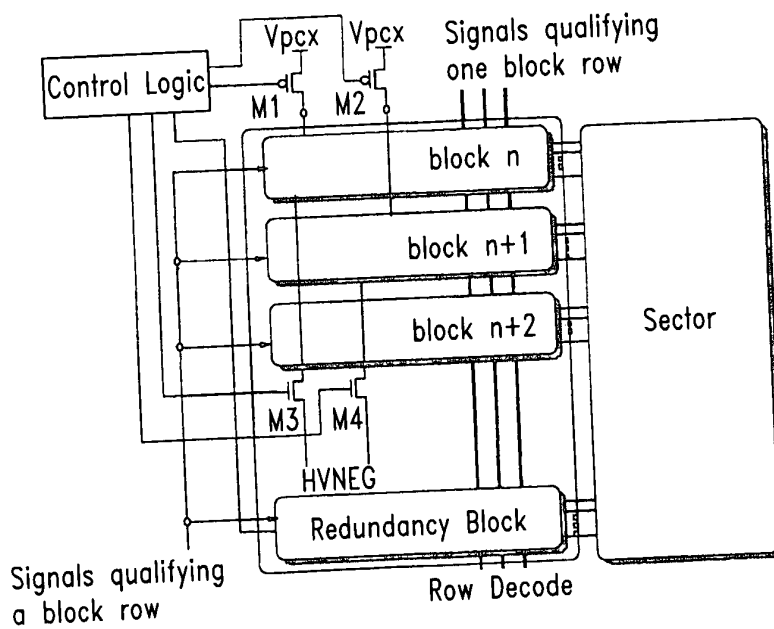 Vpcx
Vpcx
Signals qualifying
one block row
Control Logic
M1
M2
block n
block n+1
block n+2
Sector
M3
M4
HVNEG
Redundancy Block
Signals qualifying
a block row
Row Decode